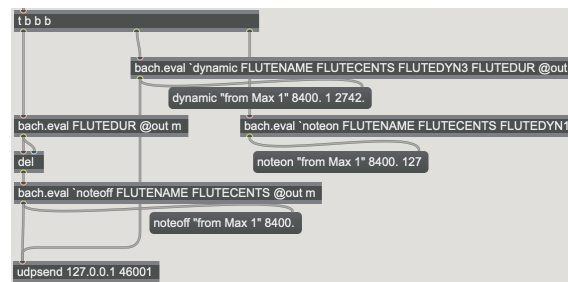 t b b b
bach.eval `dynamic FLUTENAME FLUTECENTS FLUTEDYN3 FLUTEDUR @out
dynamic "from Max 1" 8400. 1 2742.
bach.eval FLUTEDUR @out m
bach.eval `noteon FLUTENAME FLUTECENTS FLUTEDYN1
del
noteon "from Max 1" 8400. 127
bach.eval `noteoff FLUTENAME FLUTECENTS @out m
noteoff "from Max 1" 8400.
udpsend 127.0.0.1 46001